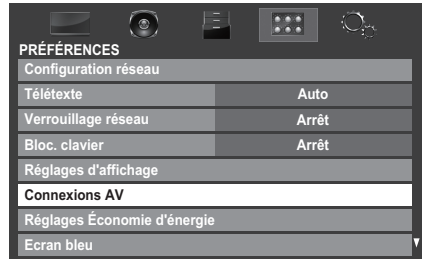 PRÉFÉRENCES
Configuration réseau
Télétexte Auto
Verrouillage réseau Arrêt
Bloc. clavier Arrêt
Réglages d'affichage
Connexions AV
Réglages Économie d'énergie
Ecran bleu